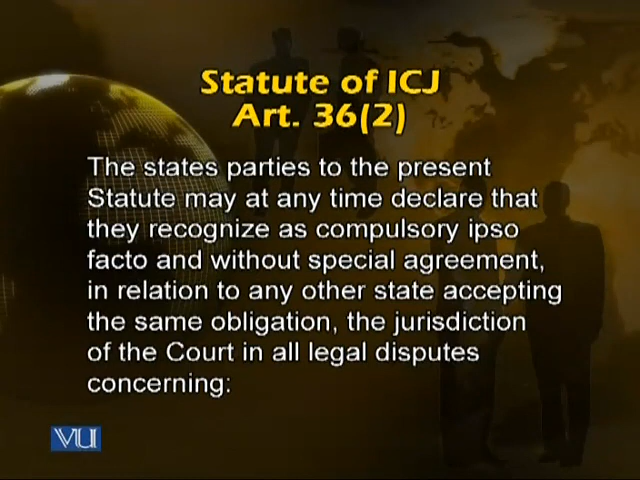 Statute of ICJ
Art. 36(2)
The states parties to the present
Statute may at any time declare that
they recognize as compulsory ipso
facto and without special agreement,
in relation to any other state accepting
the same obligation, the jurisdiction
of the Court in all legal disputes
concerning:
VU